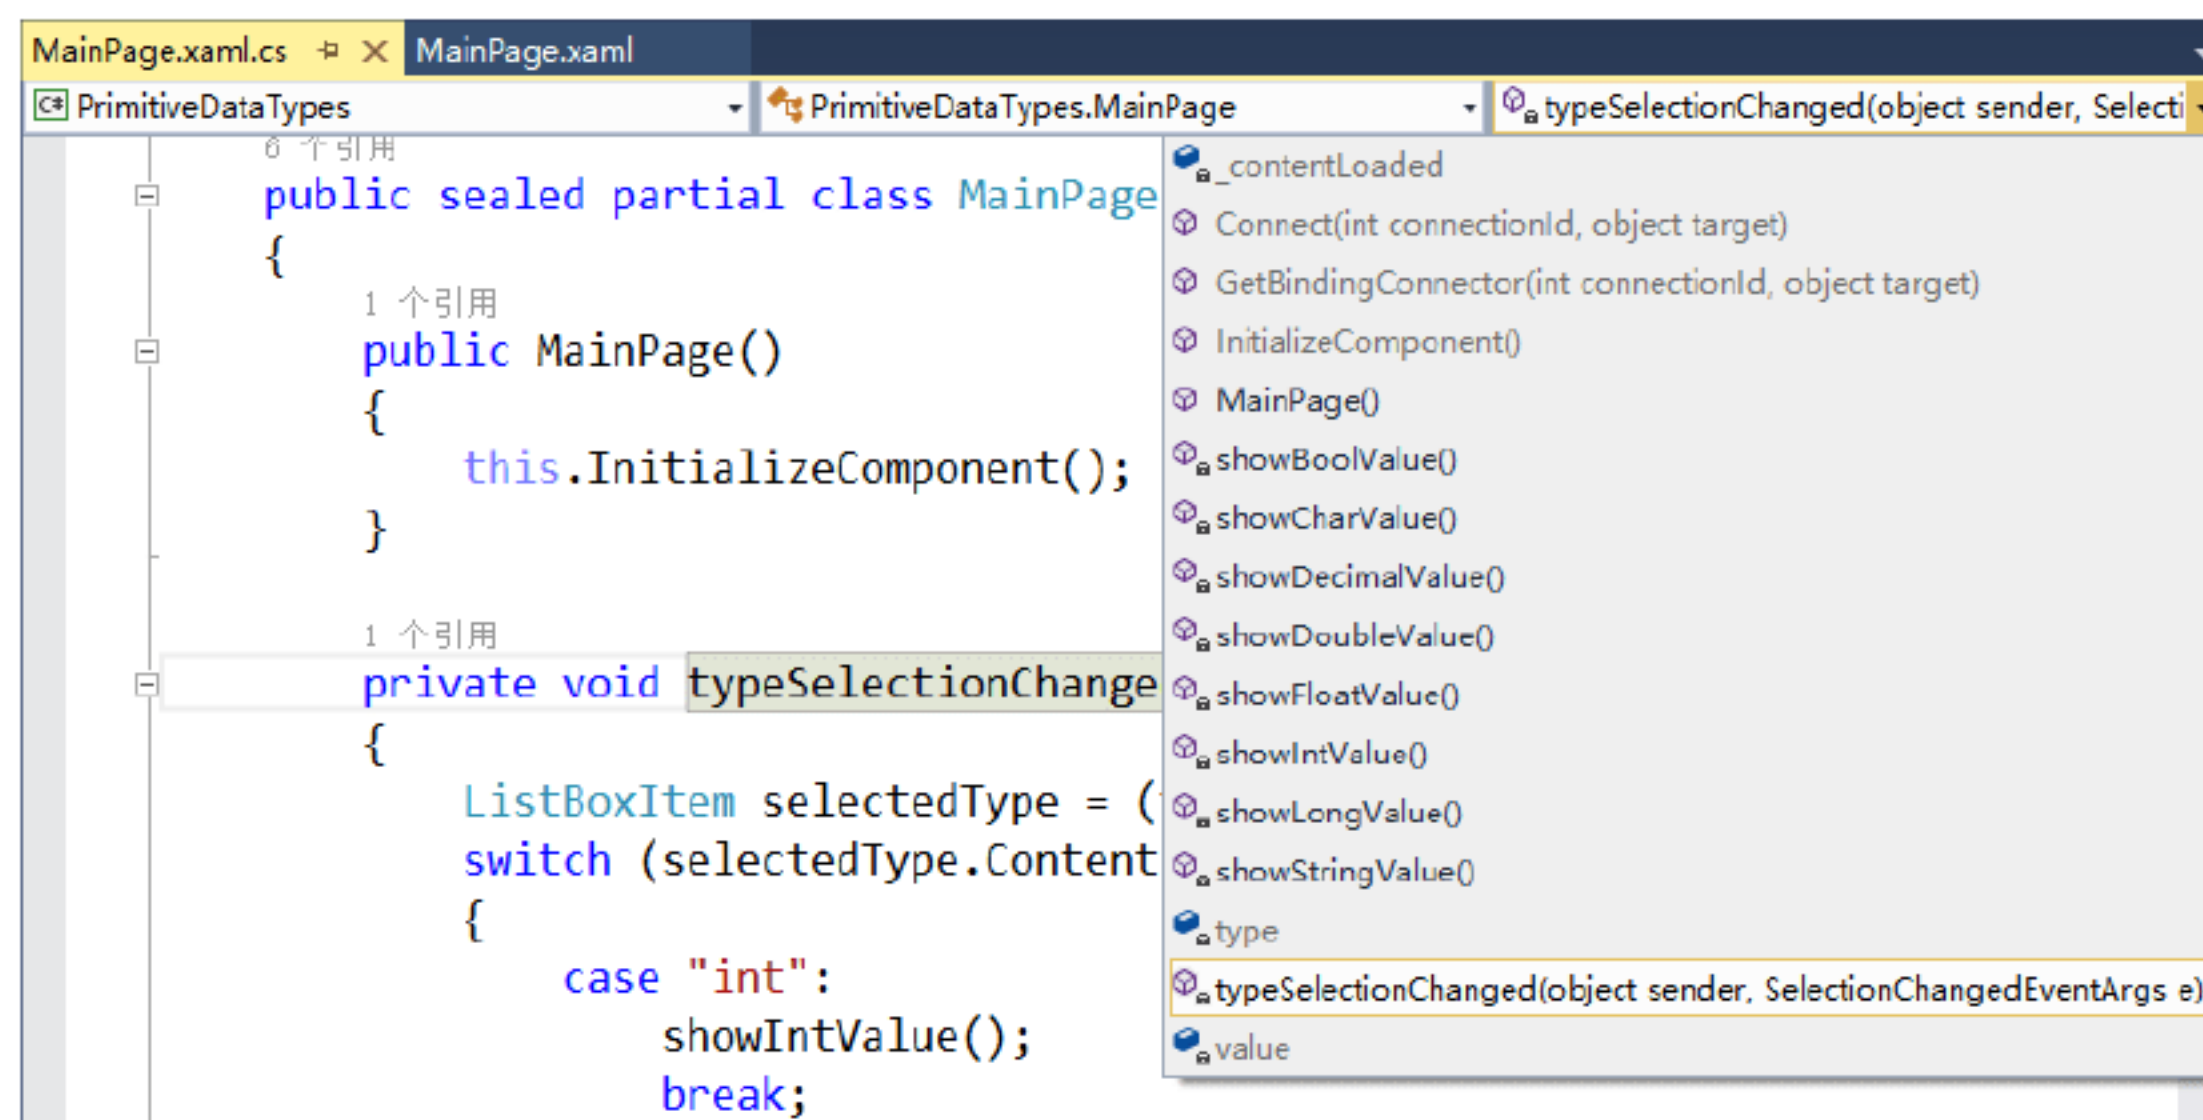 MainPage.xaml.cs MainPage.xaml
C# PrimitiveDataTypes PrimitiveDataTypes.MainPage typeSelectionChanged(object sender, Selecti
6 个引用
public sealed partial class MainPage
{
1 个引用
public MainPage()
{
this.InitializeComponent();
}
1 个引用
private void typeSelectionChange
{
ListBoxItem selectedType = (
switch (selectedType.Content
{
case "int":
showIntValue();
break;
_contentLoaded
Connect(int connectionId, object target)
GetBindingConnector(int connectionId, object target)
InitializeComponent()
MainPage()
showBoolValue()
showCharValue()
showDecimalValue()
showDoubleValue()
showFloatValue()
showIntValue()
showLongValue()
showStringValue()
type
typeSelectionChanged(object sender, SelectionChangedEventArgs e)
value